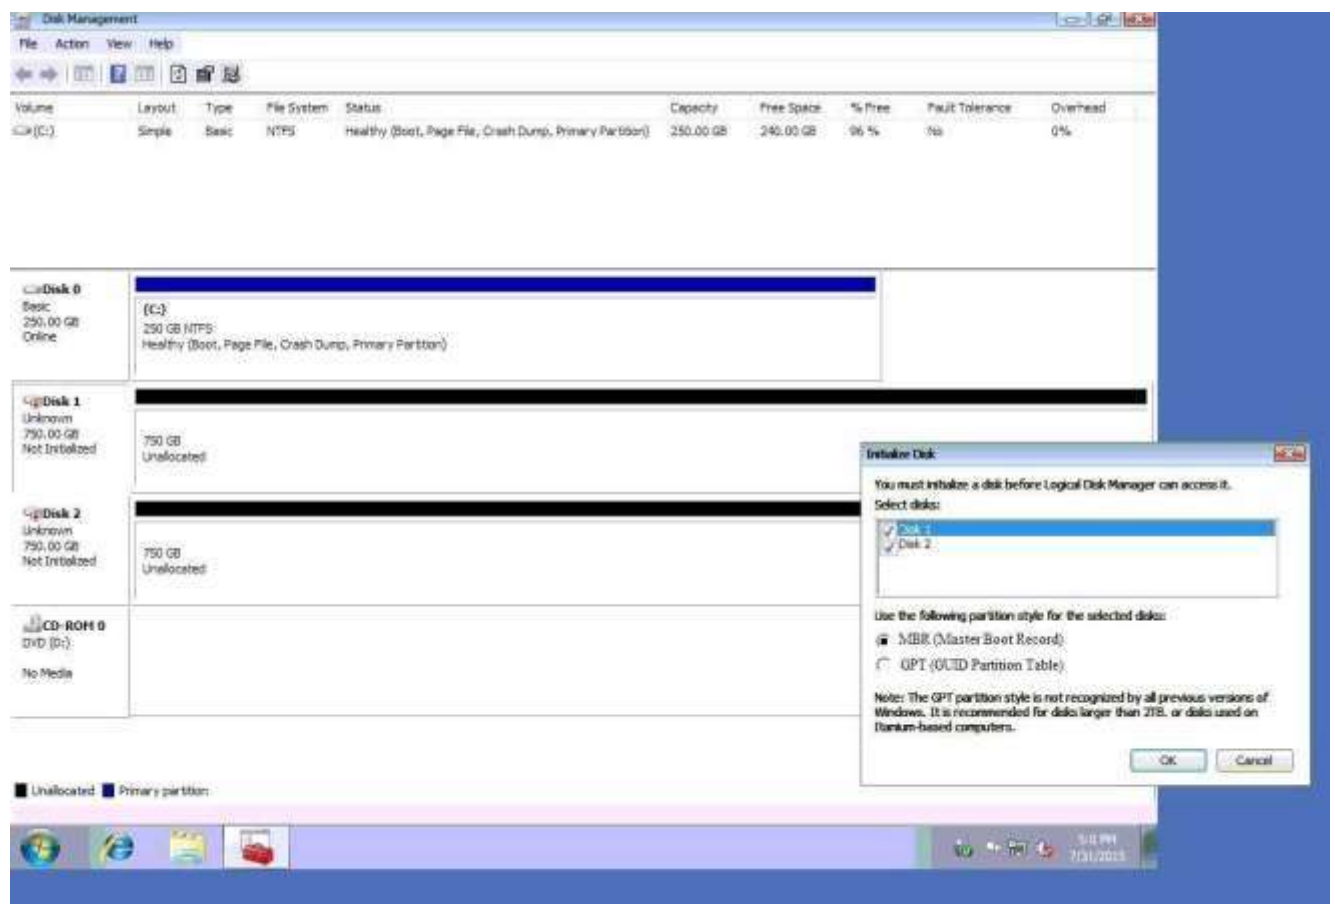 Disk Management
File Action View Help
Volume Layout Type File System Status Capacity Free Space % Free Fault Tolerance Overhead
(C:) Simple Basic NTFS Healthy (Boot, Page File, Crash Dump, Primary Partition) 250.00 GB 240.00 GB 96 % No 0%
Disk 0
Basic
250.00 GB
Online
(C:)
250 GB NTFS
Healthy (Boot, Page File, Crash Dump, Primary Partition)
Disk 1
Unknown
750.00 GB
Not Initialized
750 GB
Unallocated
Disk 2
Unknown
750.00 GB
Not Initialized
750 GB
Unallocated
CD-ROM 0
DVD (D:)
No Media
Unallocated Primary partition
Initialize Disk
You must initialize a disk before Logical Disk Manager can access it.
Select disks:
Disk 1
Disk 2
Use the following partition style for the selected disks:
MBR (Master Boot Record)
GPT (GUID Partition Table)
Note: The GPT partition style is not recognized by all previous versions of
Windows. It is recommended for disks larger than 2TB, or disks used on
Itanium-based computers.
OK Cancel
PM
7/31/2015